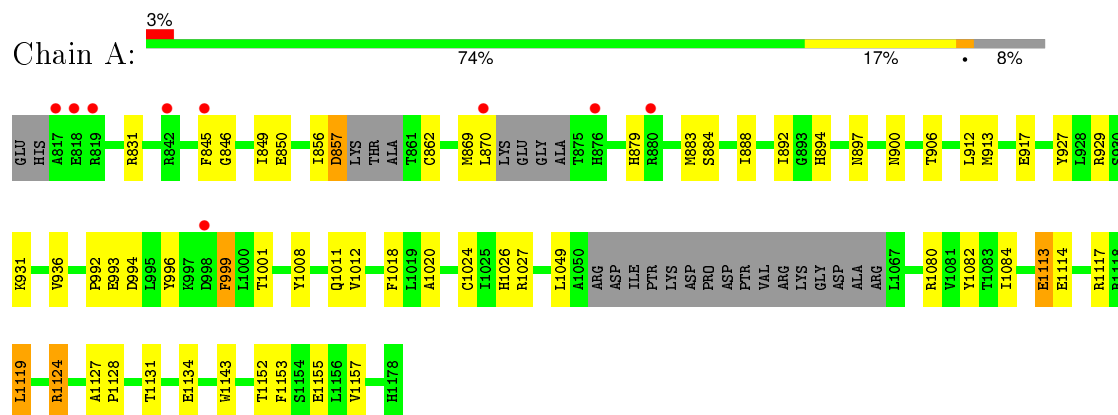 3%
Chain A:
74% 17% • 8%
GLU HIS A817 E818 R819 R831 R842 F845 G846 I849 E850 I856 D857 LYS THR ALA T861 C862 M869 L870 LYS GLU GLY ALA T875 H876 H879 R880 M883 S884 I888 I892 G893 H894 N897 N900 T906 L912 M913 E917 Y927 L928 R929
K931 V936 P992 E993 D994 L995 Y996 K997 D998 F999 L1000 T1001 Y1008 Q1011 V1012 F1018 L1019 A1020 C1024 I1025 H1026 R1027 L1049 A1050 ARG ASP ILE PTR LYS ASP PRO ASP PTR VAL ARG LYS GLY ASP ALA ARG L1067 R1080 V1081 Y1082 T1083 I1084 E1113 E1114 R1117
L1119 R1124 A1127 P1128 T1131 E1134 W1143 T1152 F1153 S1154 E1155 L1156 V1157 H1178